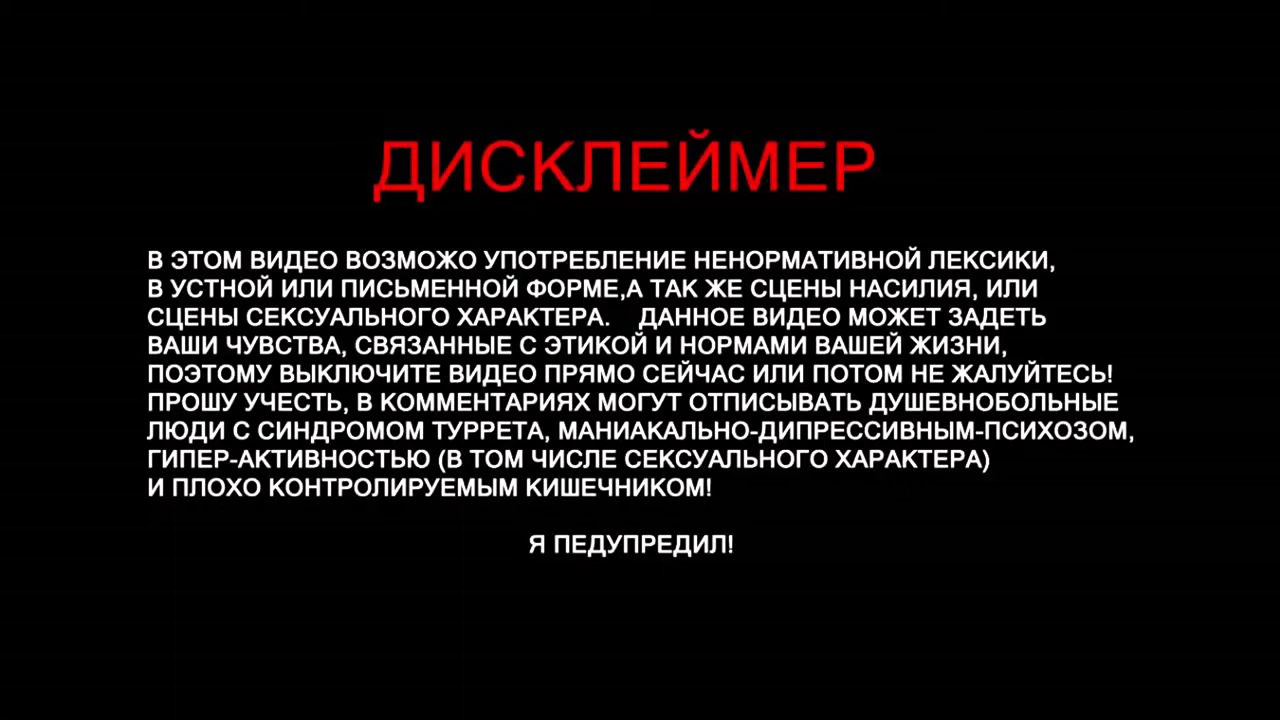 ДИСКЛЕЙМЕР
В ЭТОМ ВИДЕО ВОЗМОЖО УПОТРЕБЛЕНИЕ НЕНОРМАТИВНОЙ ЛЕКСИКИ,
В УСТНОЙ ИЛИ ПИСЬМЕННОЙ ФОРМЕ,А ТАК ЖЕ СЦЕНЫ НАСИЛИЯ, ИЛИ
СЦЕНЫ СЕКСУАЛЬНОГО ХАРАКТЕРА. ДАННОЕ ВИДЕО МОЖЕТ ЗАДЕТЬ
ВАШИ ЧУВСТВА, СВЯЗАННЫЕ С ЭТИКОЙ И НОРМАМИ ВАШЕЙ ЖИЗНИ,
ПОЭТОМУ ВЫКЛЮЧИТЕ ВИДЕО ПРЯМО СЕЙЧАС ИЛИ ПОТОМ НЕ ЖАЛУЙТЕСЬ!
ПРОШУ УЧЕСТЬ, В КОММЕНТАРИЯХ МОГУТ ОТПИСЫВАТЬ ДУШЕВНОБОЛЬНЫЕ
ЛЮДИ С СИНДРОМОМ ТУРРЕТА, МАНИАКАЛЬНО-ДИПРЕССИВНЫМ-ПСИХОЗОМ,
ГИПЕР-АКТИВНОСТЬЮ (В ТОМ ЧИСЛЕ СЕКСУАЛЬНОГО ХАРАКТЕРА)
И ПЛОХО КОНТРОЛИРУЕМЫМ КИШЕЧНИКОМ!
Я ПЕДУПРЕДИЛ!